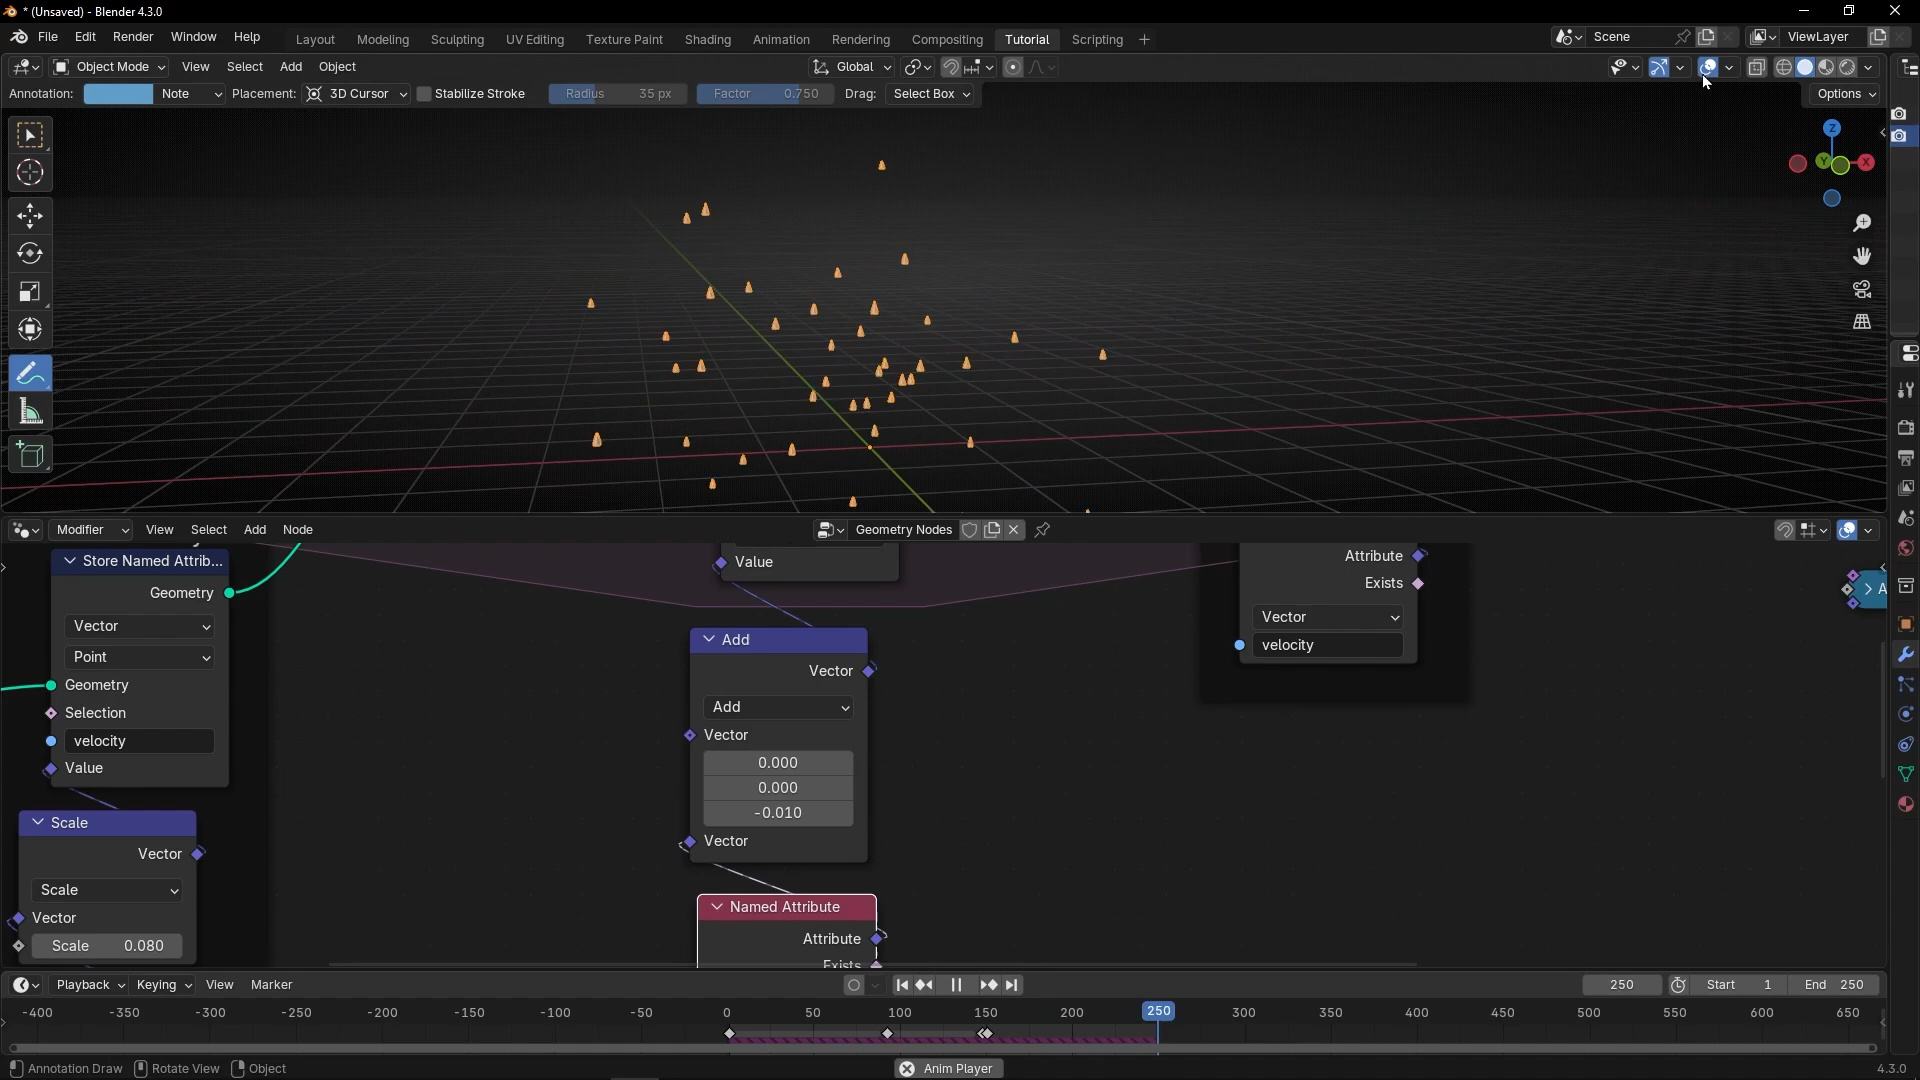 * (Unsaved) - Blender 4.3.0
File Edit Render Window Help Layout Modeling Sculpting UV Editing Texture Paint Shading Animation Rendering Compositing Tutorial Scripting + Scene ViewLayer
Object Mode View Select Add Object Global
Annotation: Note Placement: 3D Cursor Stabilize Stroke Radius 35 px Factor 0.750 Drag: Select Box Options
Z
Y X
Modifier View Select Add Node Geometry Nodes
Store Named Attrib...
Geometry
Vector
Point
Geometry
Selection
velocity
Value
Scale
Vector
Scale
Vector
Scale 0.080
Value
Add
Vector
Add
Vector
0.000
0.000
-0.010
Vector
Named Attribute
Attribute
Exists
Attribute
Exists
Vector
velocity
A
Playback Keying View Marker 250 Start 1 End 250
-400 -350 -300 -250 -200 -150 -100 -50 0 50 100 150 200 250 300 350 400 450 500 550 600 650
Annotation Draw Rotate View Object Anim Player 4.3.0